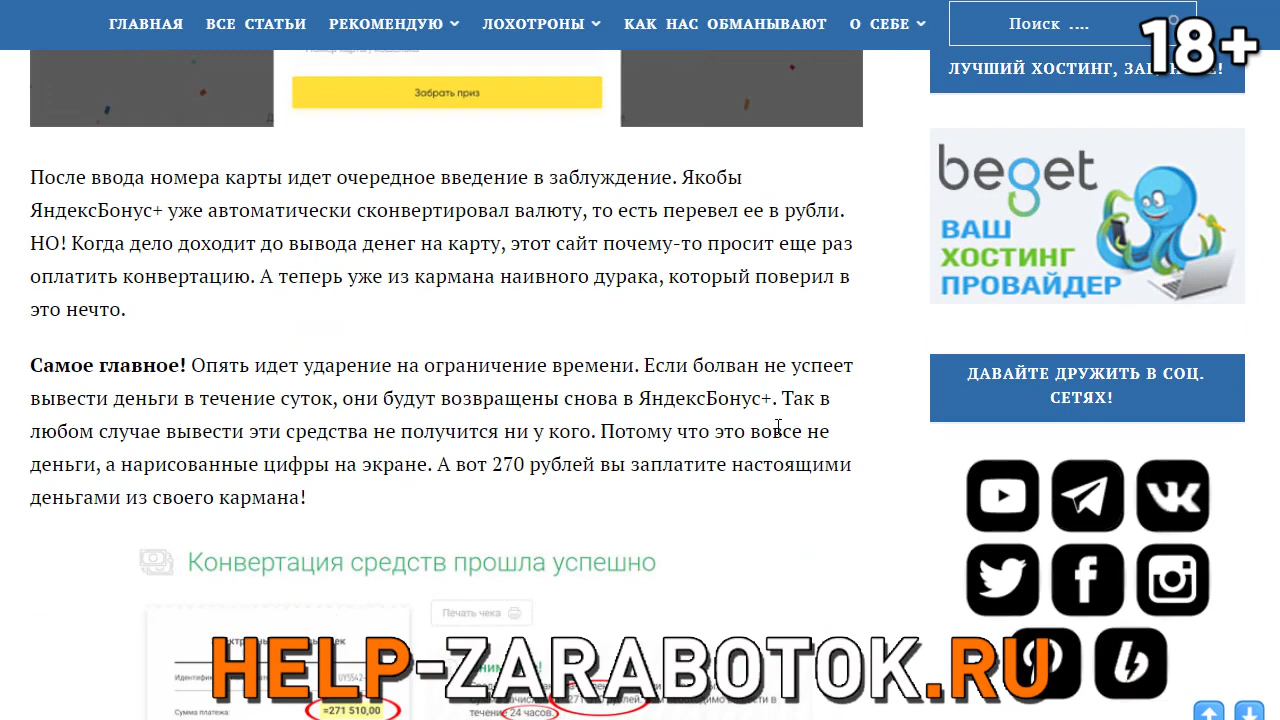 ГЛАВНАЯ ВСЕ СТАТЬИ РЕКОМЕНДУЮ ЛОХОТРОНЫ КАК НАС ОБМАНЫВАЮТ О СЕБЕ Поиск ....
18+
ЛУЧШИЙ ХОСТИНГ,
Забрать приз
После ввода номера карты идет очередное введение в заблуждение. Якобы
ЯндексБонус+ уже автоматически сконвертировал валюту, то есть перевел ее в рубли.
НО! Когда дело доходит до вывода денег на карту, этот сайт почему-то просит еще раз
оплатить конвертацию. А теперь уже из кармана наивного дурака, который поверил в
это нечто.
Самое главное! Опять идет ударение на ограничение времени. Если болван не успеет
вывести деньги в течение суток, они будут возвращены снова в ЯндексБонус+. Так в
любом случае вывести эти средства не получится ни у кого. Потому что это вовсе не
деньги, а нарисованные цифры на экране. А вот 270 рублей вы заплатите настоящими
деньгами из своего кармана!
beget
ВАШ
ХОСТИНГ
ПРОВАЙДЕР
ДАВАЙТЕ ДРУЖИТЬ В СОЦ.
СЕТЯХ!
Конвертация средств прошла успешно
Печать чека
HELP-ZARABOTOK.RU
UY5542-
Сумма платежа:
=271 510,00
течение 24 часов.